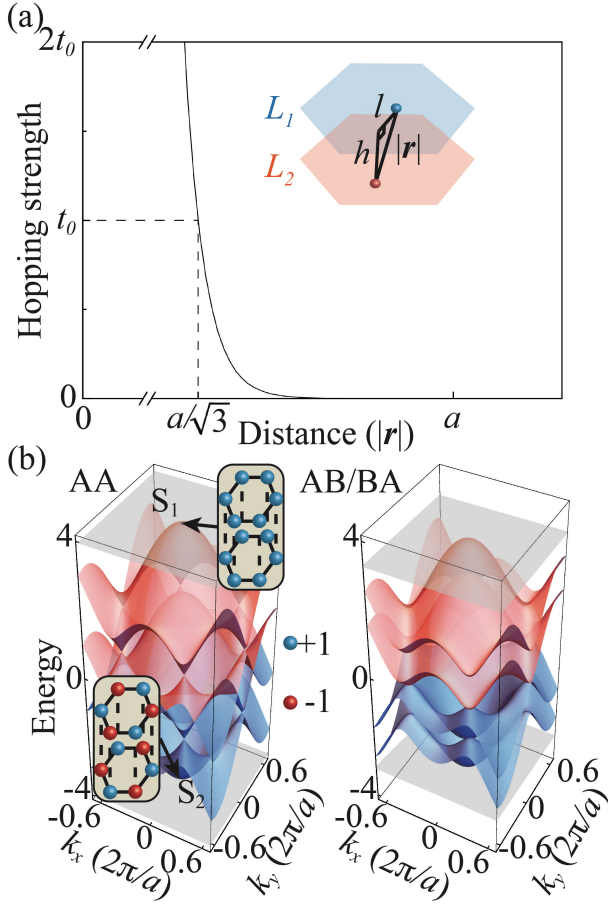 (a)
2t₀
t₀
0
Hopping strength
L₁
L₂
l
h
|r|
0
a/√3
a
Distance (|r|)
(b)
AA
AB/BA
S₁
S₂
+1
-1
Energy
4
0
-4
-0.6
0
0.6
kₓ (2π/a)
-0.6
0
0.6
k_y (2π/a)
4
0
-4
-0.6
0
0.6
kₓ (2π/a)
-0.6
0
0.6
k_y (2π/a)